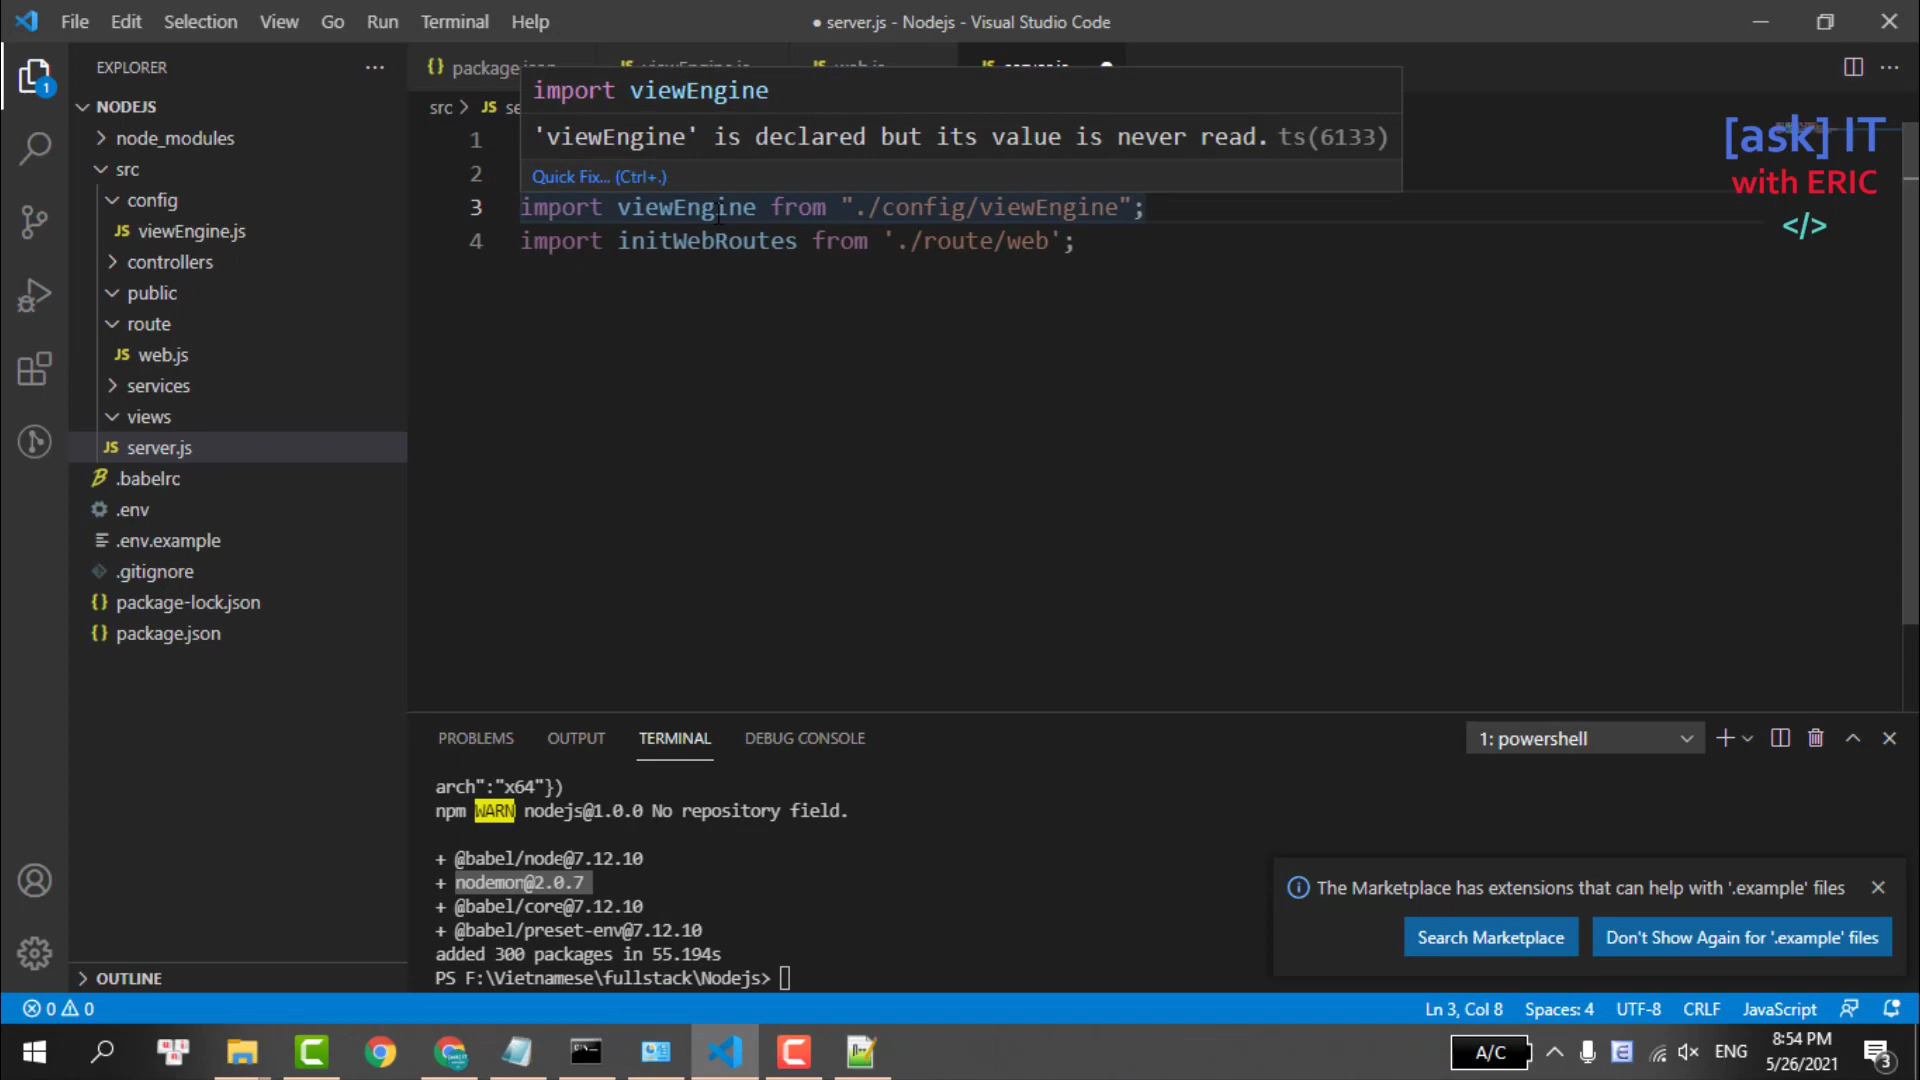 File Edit Selection View Go Run Terminal Help
● server.js - Nodejs - Visual Studio Code
EXPLORER
NODEJS
node_modules
src
config
JS viewEngine.js
controllers
public
route
JS web.js
services
views
JS server.js
.babelrc
.env
.env.example
.gitignore
{} package-lock.json
{} package.json
OUTLINE
1
src > JS
import viewEngine
'viewEngine' is declared but its value is never read. ts(6133)
Quick Fix... (Ctrl+.)
1
2
3 import viewEngine from "./config/viewEngine";
4 import initWebRoutes from './route/web';
[ask] IT
with ERIC
</>
PROBLEMS OUTPUT TERMINAL DEBUG CONSOLE
1: powershell
arch":"x64"})
npm WARN nodejs@1.0.0 No repository field.
+ @babel/node@7.12.10
+ nodemon@2.0.7
+ @babel/core@7.12.10
+ @babel/preset-env@7.12.10
added 300 packages in 55.194s
PS F:\Vietnamese\fullstack\Nodejs>
The Marketplace has extensions that can help with '.example' files
Search Marketplace
Don't Show Again for '.example' files
0 0
Ln 3, Col 8 Spaces: 4 UTF-8 CRLF JavaScript
A/C
ENG
8:54 PM
5/26/2021
3